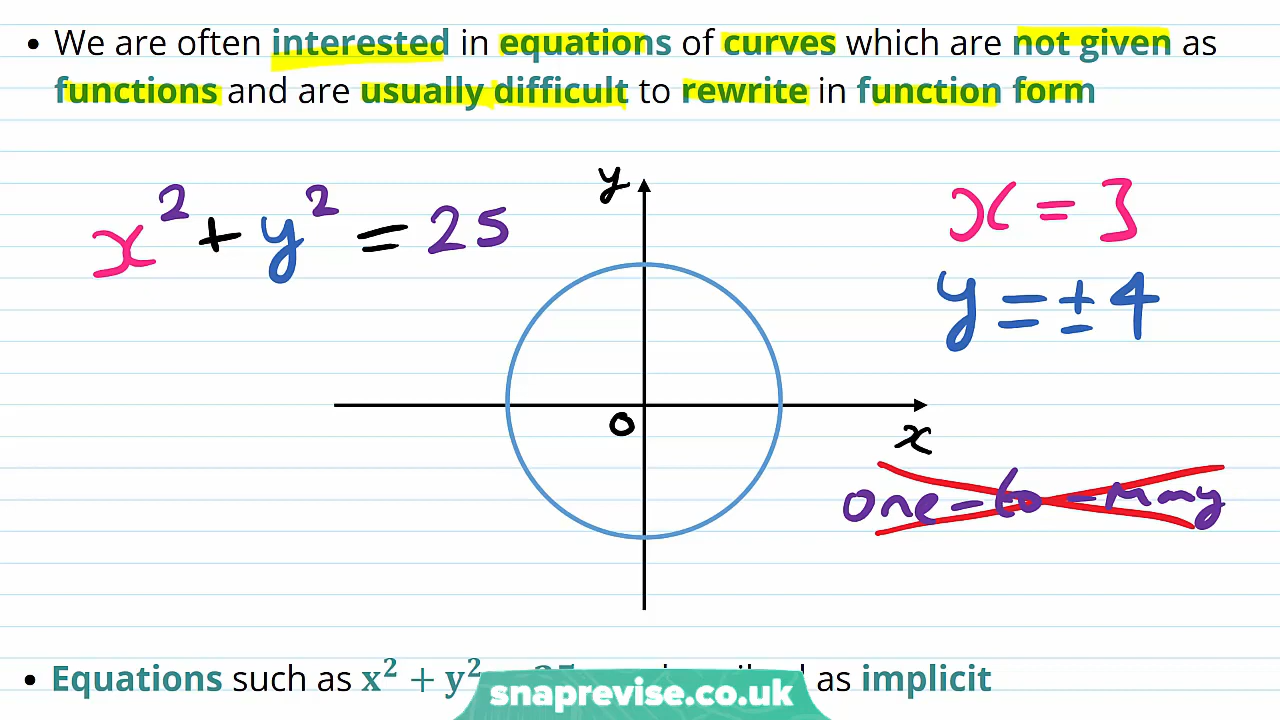 • We are often interested in equations of curves which are not given as
functions and are usually difficult to rewrite in function form
y
x² + y² = 25
x = 3
y = ± 4
0
x
one-to-many
• Equations such as x² + y² as implicit
snaprevise.co.uk